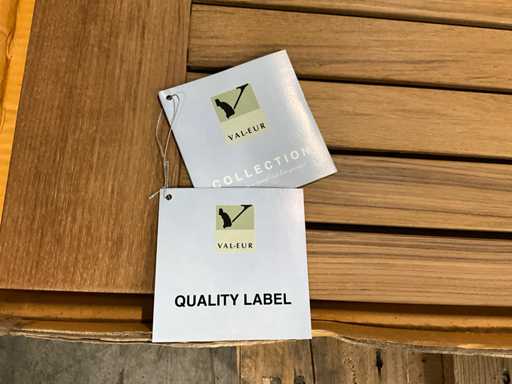 VAL-EUR
COLLECTION
VAL-EUR
QUALITY LABEL